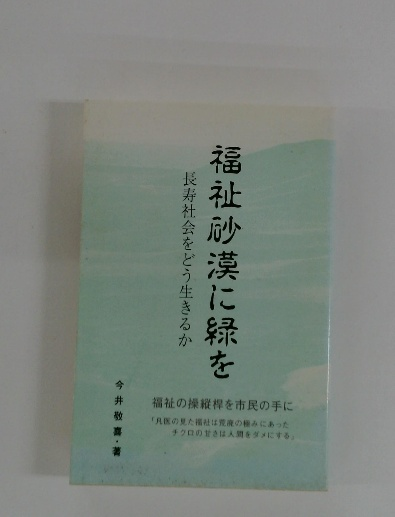 福祉砂漠に緑を
長寿社会をどう生きるか
今井敬喜・著
福祉の操縦桿を市民の手に
「凡医の見た福祉は荒廃の極みにあった
チクロの甘さは人間をダメにする」